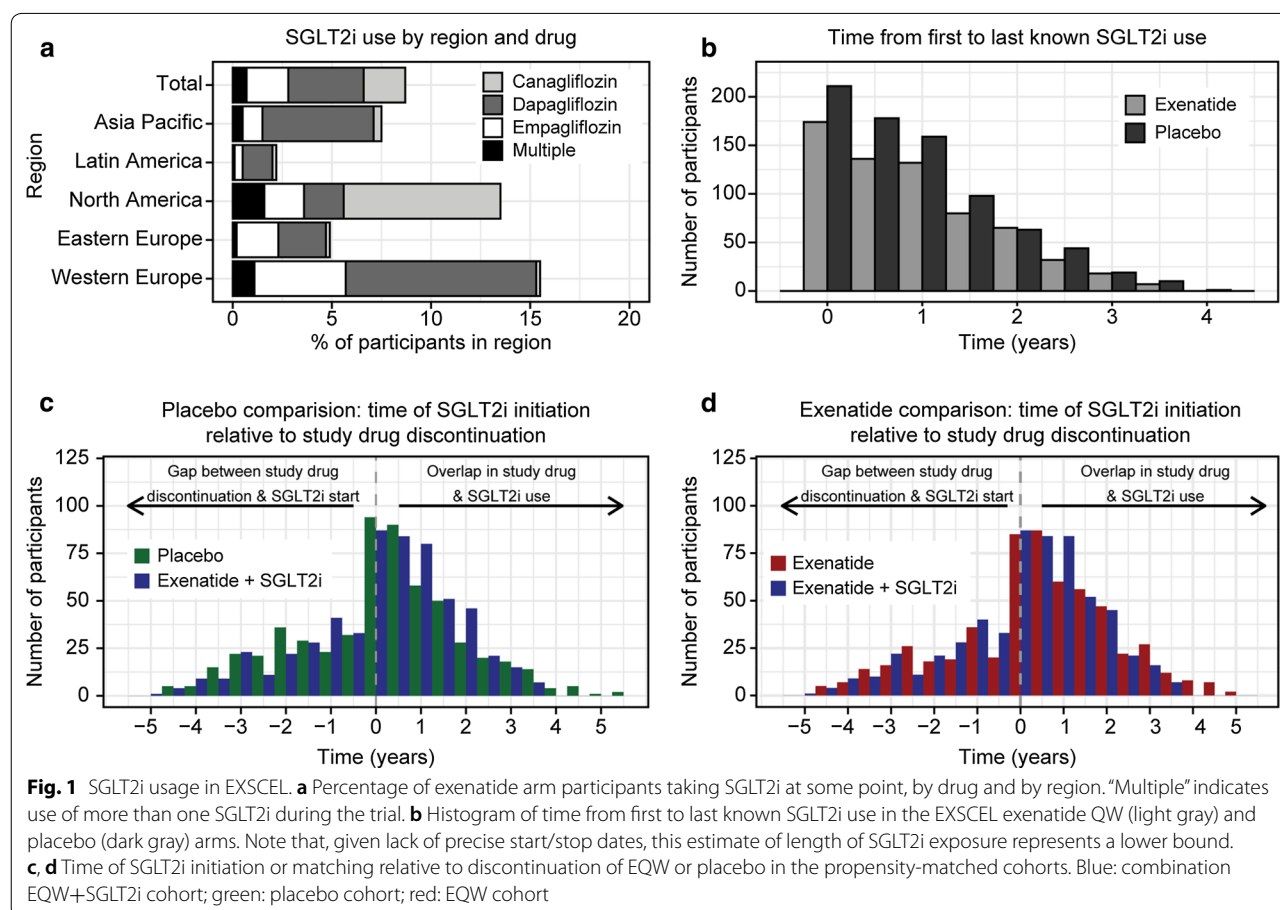 a
SGLT2i use by region and drug
Region
Total
Asia Pacific
Latin America
North America
Eastern Europe
Western Europe
Canagliflozin
Dapagliflozin
Empagliflozin
Multiple
0 5 10 15 20
% of participants in region
b
Time from first to last known SGLT2i use
Number of participants
200
150
100
50
0
Exenatide
Placebo
0 1 2 3 4
Time (years)
c
Placebo comparision: time of SGLT2i initiation
relative to study drug discontinuation
Number of participants
125
100
75
50
25
0
Gap between study drug
discontinuation & SGLT2i start
Overlap in study drug
& SGLT2i use
Placebo
Exenatide + SGLT2i
−5 −4 −3 −2 −1 0 1 2 3 4 5
Time (years)
d
Exenatide comparison: time of SGLT2i initiation
relative to study drug discontinuation
Number of participants
125
100
75
50
25
0
Gap between study drug
discontinuation & SGLT2i start
Overlap in study drug
& SGLT2i use
Exenatide
Exenatide + SGLT2i
−5 −4 −3 −2 −1 0 1 2 3 4 5
Time (years)
Fig. 1 SGLT2i usage in EXSCEL. a Percentage of exenatide arm participants taking SGLT2i at some point, by drug and by region. “Multiple” indicates
use of more than one SGLT2i during the trial. b Histogram of time from first to last known SGLT2i use in the EXSCEL exenatide QW (light gray) and
placebo (dark gray) arms. Note that, given lack of precise start/stop dates, this estimate of length of SGLT2i exposure represents a lower bound.
c, d Time of SGLT2i initiation or matching relative to discontinuation of EQW or placebo in the propensity-matched cohorts. Blue: combination
EQW+SGLT2i cohort; green: placebo cohort; red: EQW cohort